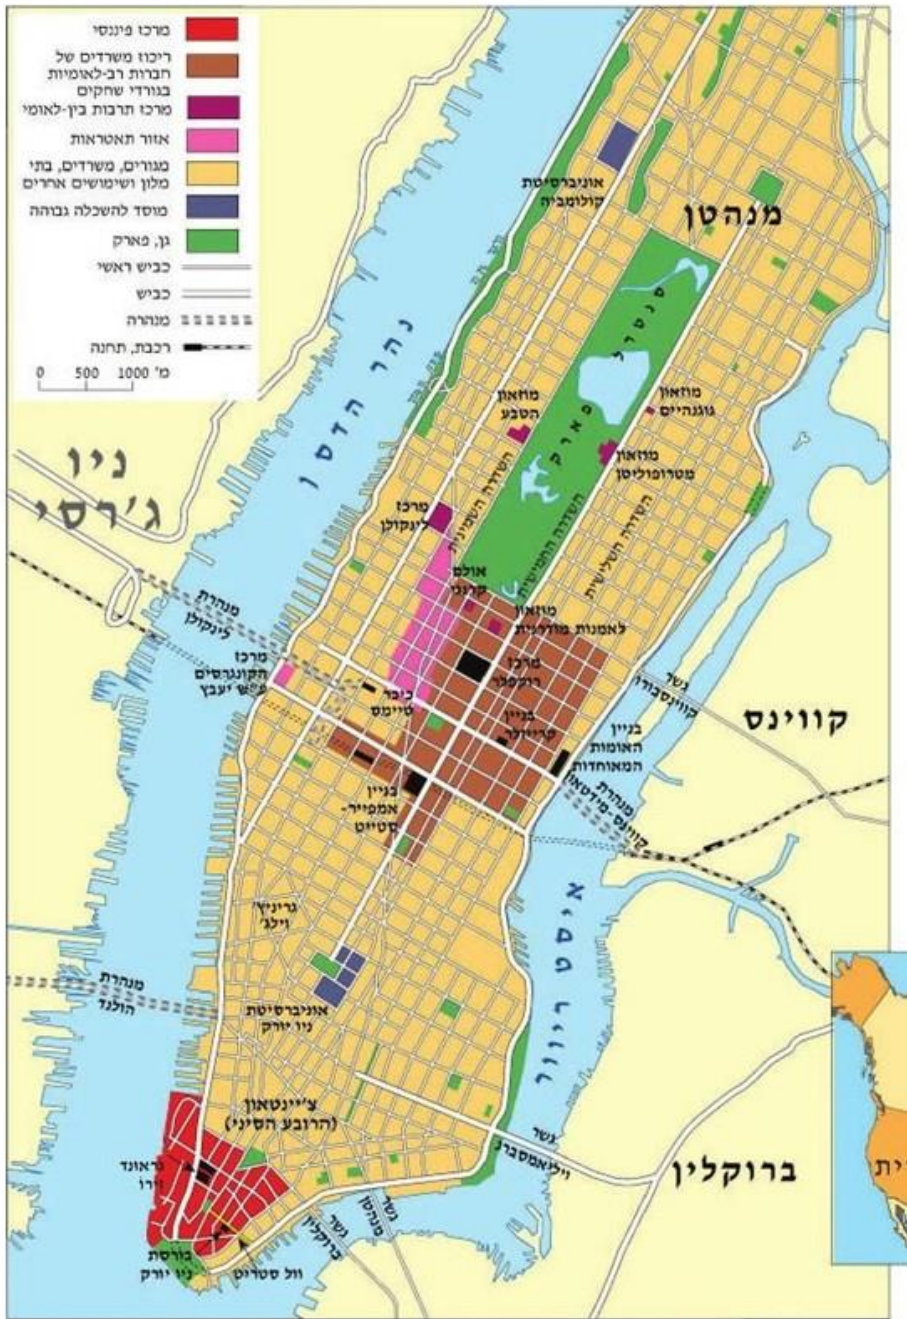 מרכז פיננסי
ריכוז משרדים של
חברות רב-לאומיות
בגורדי שחקים
מרכז תרבות בין-לאומי
אזור תאטראות
מגורים, משרדים, בתי
מלון ושימושים אחרים
מוסד להשכלה גבוהה
גן, פארק
כביש ראשי
כביש
מנהרה
רכבת, תחנה
0 500 1000 מ'
אוניברסיטת
קולומביה
מנהטן
נהר הדסון
סנטרל
פארק
מוזאון
הטבע
מוזאון
גוגנהיים
מוזאון
מטרופוליטן
ניו
ג'רסי
מרכז
לינקולן
השדרה השמינית
השדרה החמישית
השדרה השלישית
אולם
קרנגי
מוזאון
לאמנות מודרנית
מנהרת
לינקולן
מרכז
הקונגרסים
ע"ש יעבץ
כיכר
טיימס
מרכז
רוקפלר
בניין
קרייזלר
בניין
האומות
המאוחדות
גשר
קווינסבורו
קווינס
מנהרת
קווינס-מידטאון
בניין
אמפייר-
סטייט
איסט ריוור
גריניץ'
וילג'
מנהרת
הולנד
אוניברסיטת
ניו יורק
צ'יינטאון
(הרובע הסיני)
גשר
ויליאמסברג
ברוקלין
גראונד
זירו
גשר
מנהטן
גשר
ברוקלין
בורסת
ניו יורק
וול סטריט
ית